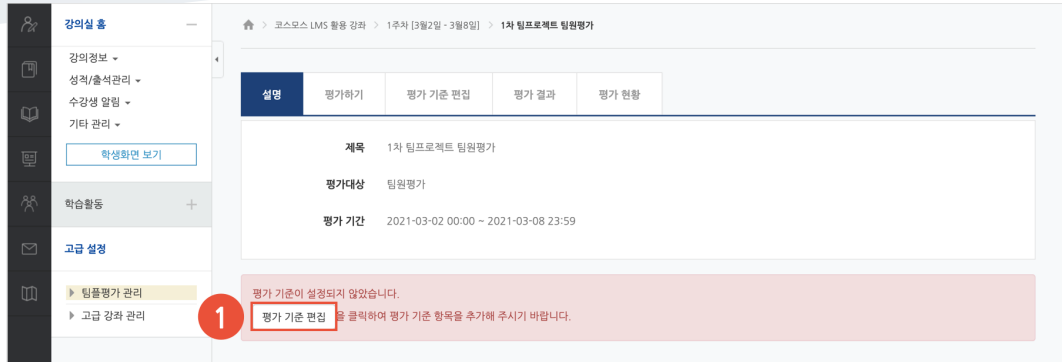 강의실 홈
강의정보
성적/출석관리
수강생 알림
기타 관리
학생화면 보기
학습활동
고급 설정
팀플평가 관리
고급 강좌 관리
코스모스 LMS 활용 강좌 > 1주차 [3월2일 - 3월8일] > 1차 팀프로젝트 팀원평가
설명 평가하기 평가 기준 편집 평가 결과 평가 현황
제목 1차 팀프로젝트 팀원평가
평가대상 팀원평가
평가 기간 2021-03-02 00:00 ~ 2021-03-08 23:59
평가 기준이 설정되지 않았습니다.
1 평가 기준 편집 을 클릭하여 평가 기준 항목을 추가해 주시기 바랍니다.